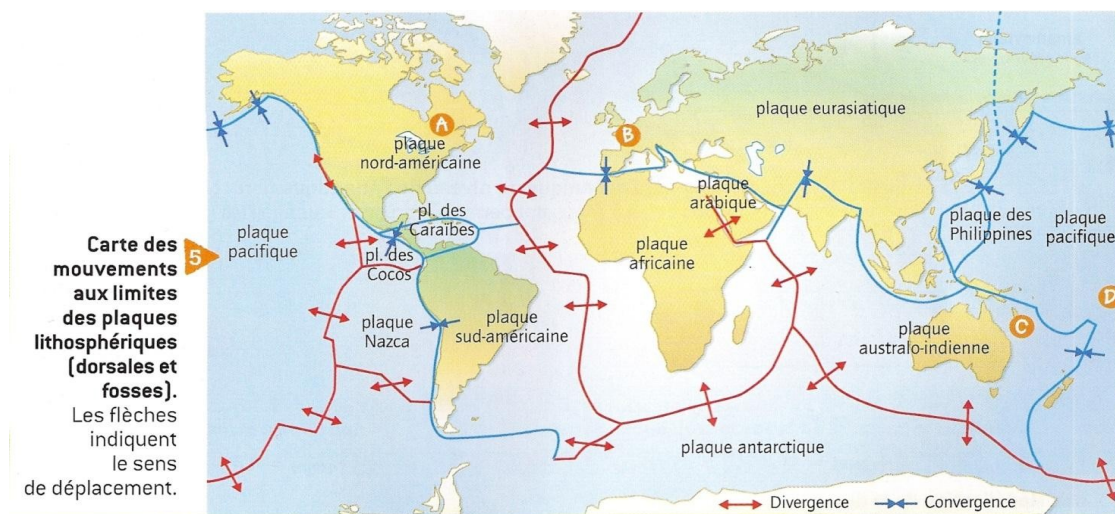 Carte des
mouvements
aux limites
des plaques
lithosphériques
(dorsales et
fosses).
Les flèches
indiquent
le sens
de déplacement.
5
A
B
C
D
plaque
nord-américaine
plaque eurasiatique
plaque
pacifique
pl. des
Caraïbes
pl. des
Cocos
plaque
arabique
plaque
africaine
plaque des
Philippines
plaque
pacifique
plaque
Nazca
plaque
sud-américaine
plaque
australo-indienne
plaque antarctique
Divergence
Convergence